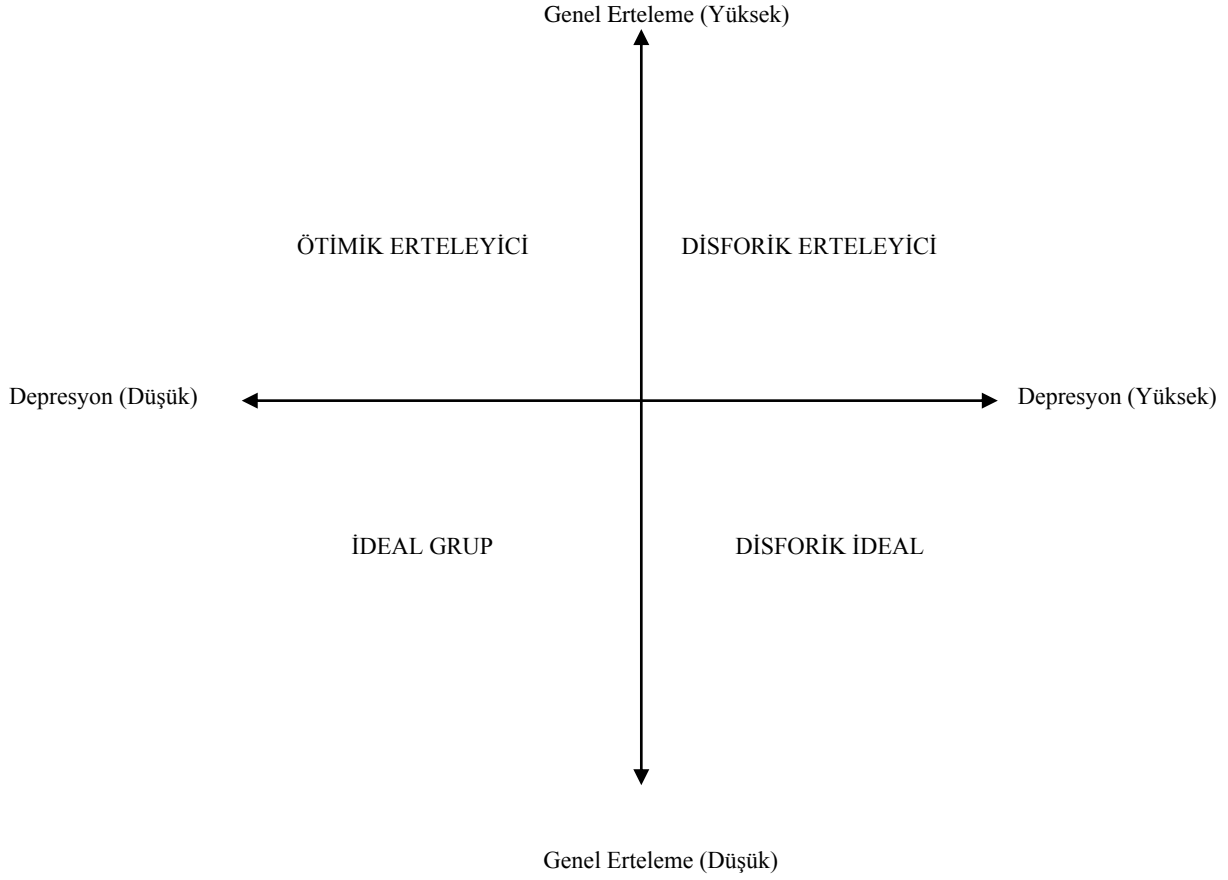 Genel Erteleme (Yüksek)
ÖTİMİK ERTELEYİCİ
DİSFORİK ERTELEYİCİ
Depresyon (Düşük)
Depresyon (Yüksek)
İDEAL GRUP
DİSFORİK İDEAL
Genel Erteleme (Düşük)